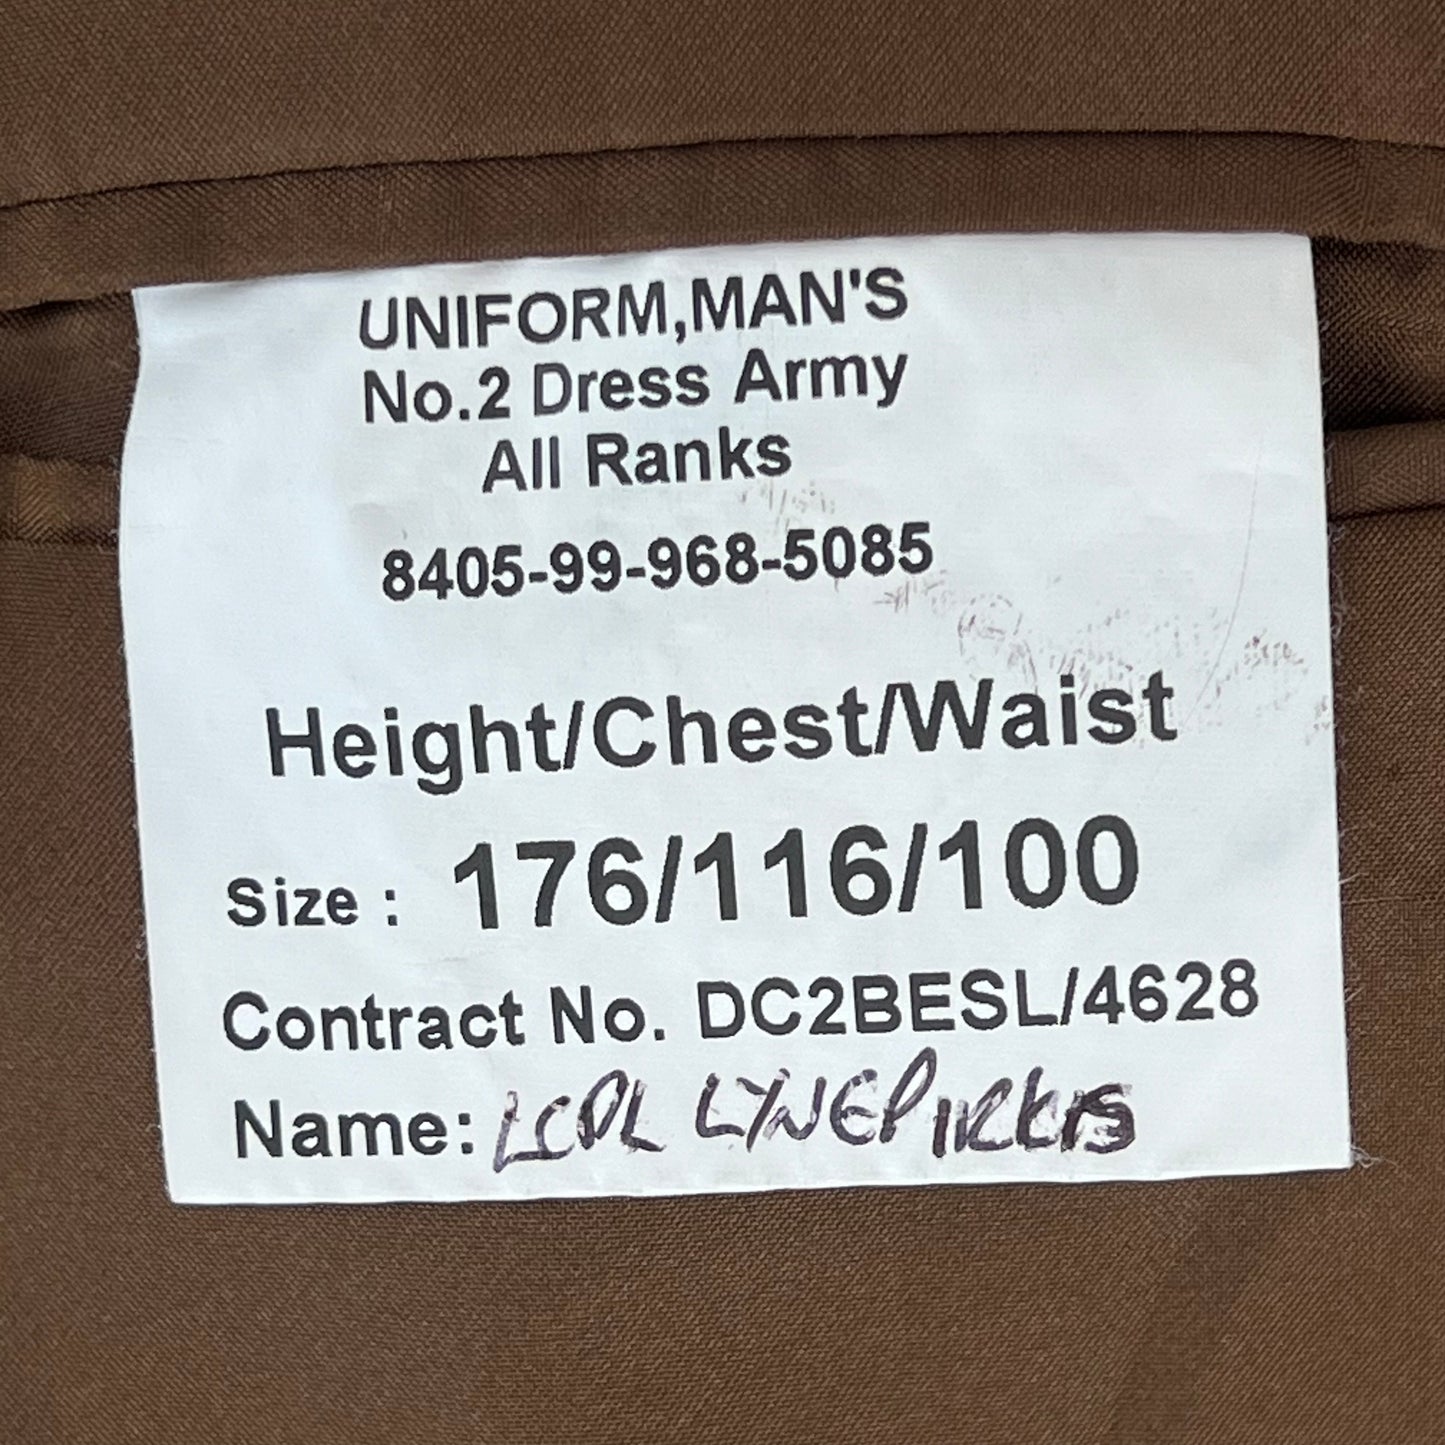 UNIFORM,MAN'S
No.2 Dress Army
All Ranks
8405-99-968-5085
Height/Chest/Waist
Size : 176/116/100
Contract No. DC2BESL/4628
Name: LCPL